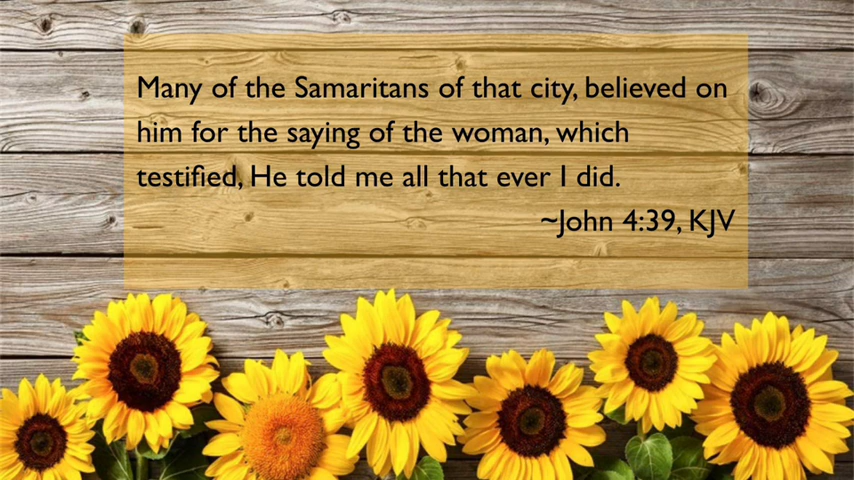 Many of the Samaritans of that city, believed on
him for the saying of the woman, which
testified, He told me all that ever I did.
~John 4:39, KJV